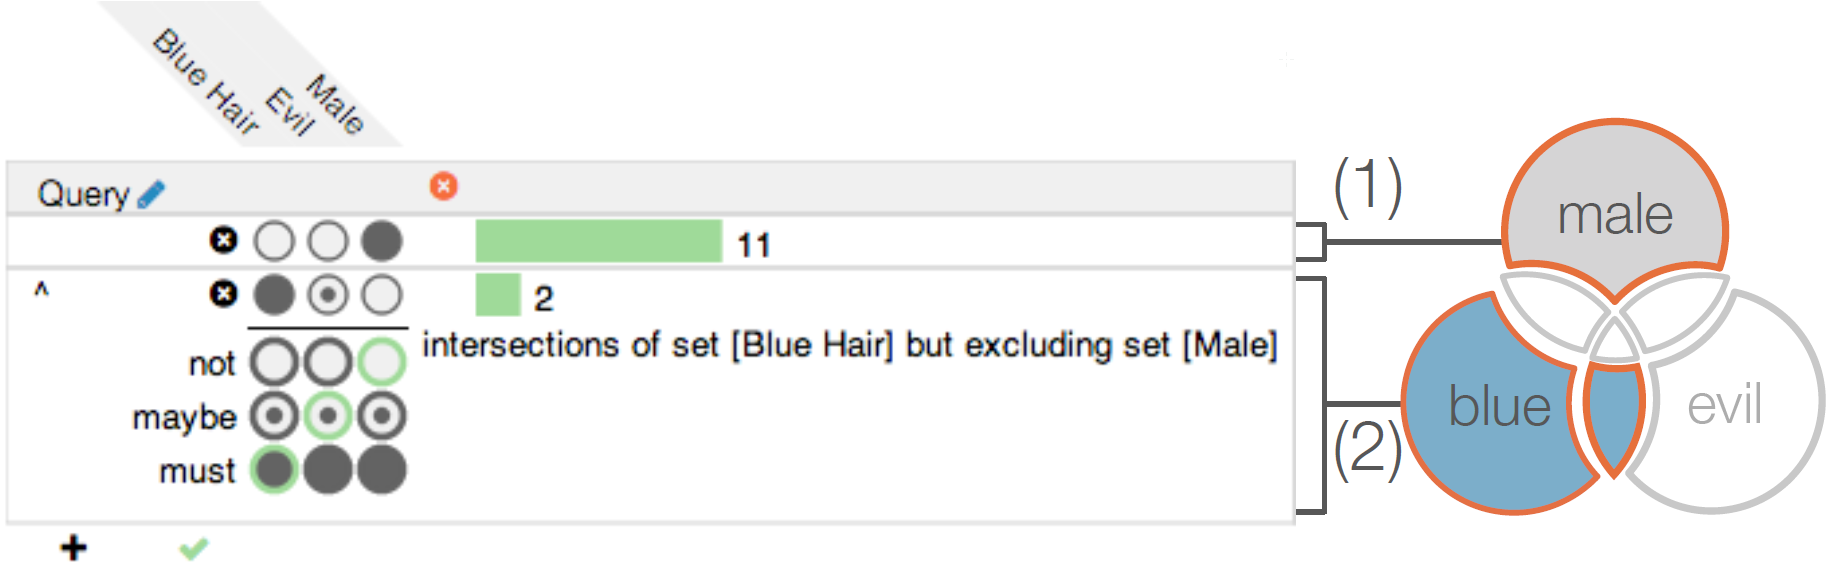 Blue Hair
Evil
Male
Query
11
(1)
male
^
2
intersections of set [Blue Hair] but excluding set [Male]
not
maybe
must
(2)
blue
evil